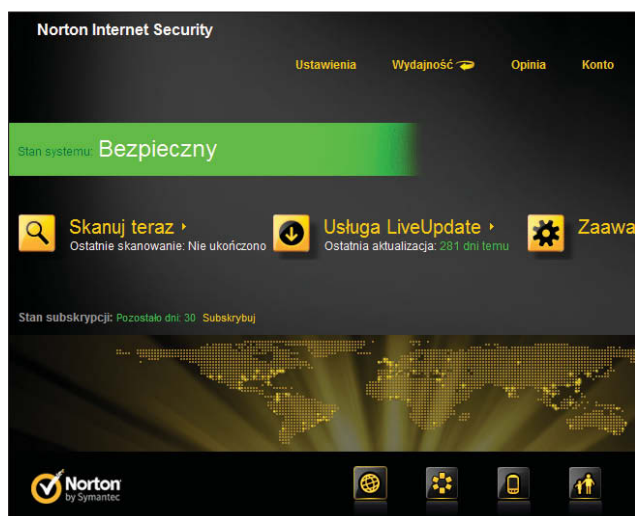 Norton Internet Security
Ustawienia Wydajność Opinia Konto
Stan systemu: Bezpieczny
Skanuj teraz
Ostatnie skanowanie: Nie ukończono
Usługa LiveUpdate
Ostatnia aktualizacja: 281 dni temu
Zaawa
Stan subskrypcji: Pozostało dni: 30 Subskrybuj
Norton
by Symantec